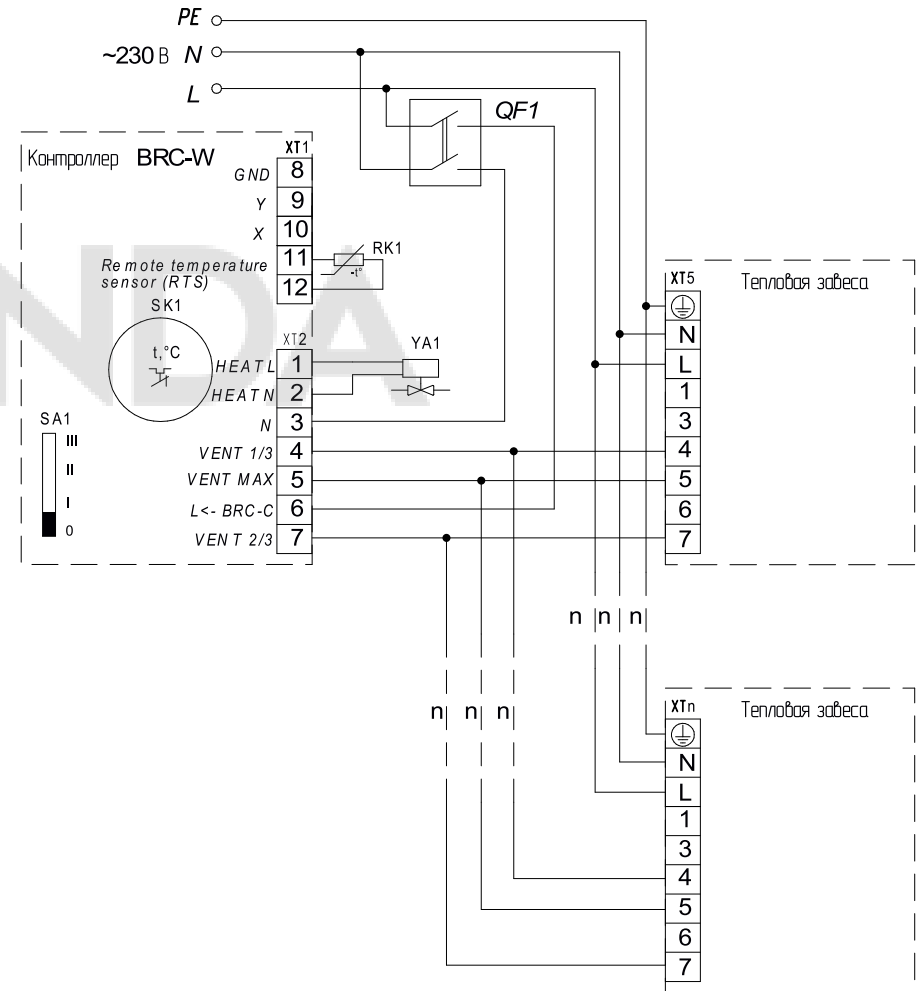 PE
~230 В N
L
QF1
Контроллер BRC-W
XT1
GND 8
Y 9
X 10
11
RK1
-t°
Remote temperature
sensor (RTS)
12
SK1
t,°C
XT2
YA1
HEAT L 1
HEAT N 2
N 3
VENT 1/3 4
VENT MAX 5
L<- BRC-C 6
VENT 2/3 7
SA1
III
II
I
0
XT5
Тепловая завеса
N
L
1
3
4
5
6
7
n n n
n n n
XTn
Тепловая завеса
N
L
1
3
4
5
6
7